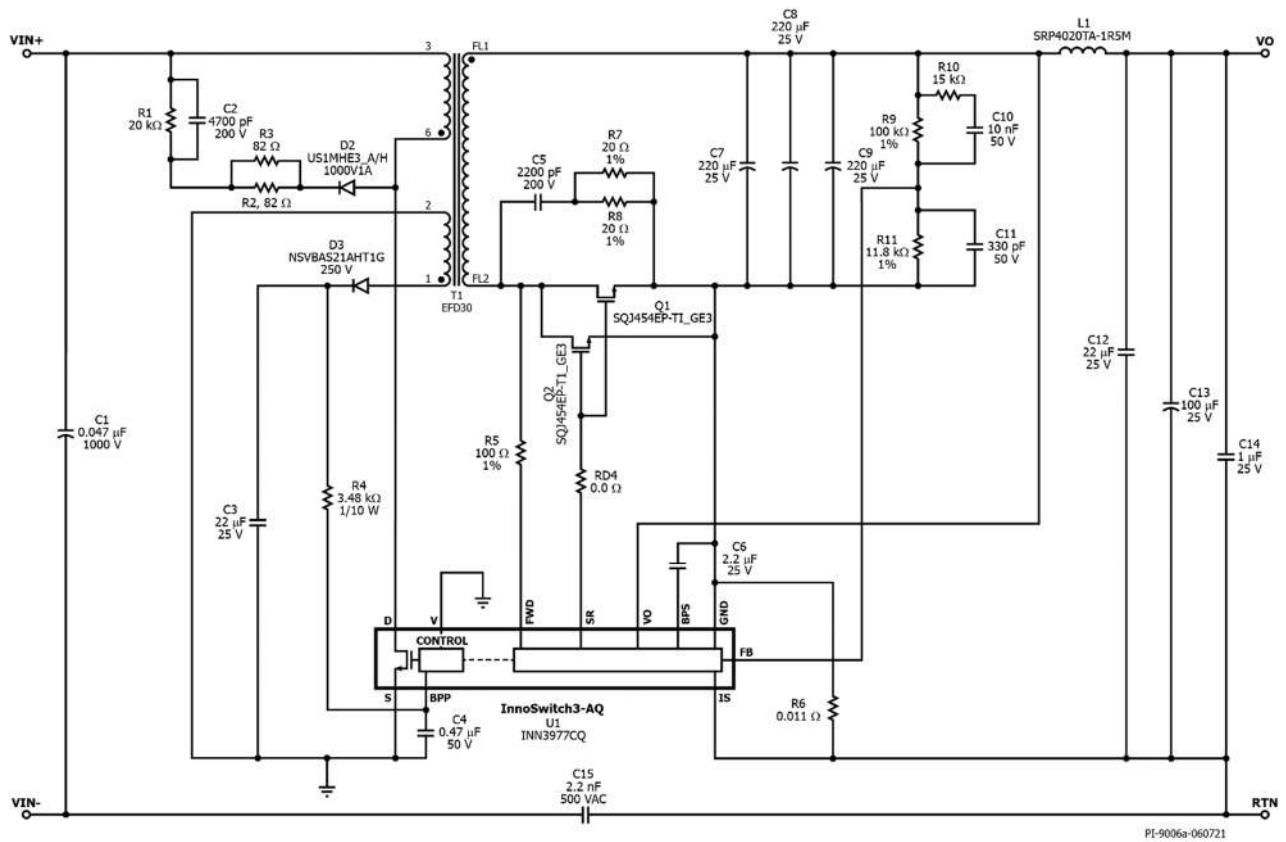 C8
220 µF
25 V
L1
SRP4020TA-1R5M
VIN+
3
FL1
VO
R10
15 kΩ
R1
20 kΩ
C2
4700 pF
200 V
R3
82 Ω
D2
US1MHE3_A/H
1000V1A
6
R2, 82 Ω
R7
20 Ω
1%
C5
2200 pF
200 V
R8
20 Ω
1%
C7
220 µF
25 V
C9
220 µF
25 V
R9
100 kΩ
1%
C10
10 nF
50 V
2
D3
NSVBAS21AHT1G
250 V
1
FL2
T1
EFD30
R11
11.8 kΩ
1%
C11
330 pF
50 V
Q1
SQJ454EP-TI_GE3
Q2
SQJ454EP-T1_GE3
C12
22 µF
25 V
C13
100 µF
25 V
C14
1 µF
25 V
C1
0.047 µF
1000 V
R5
100 Ω
1%
RD4
0.0 Ω
R4
3.48 kΩ
1/10 W
C3
22 µF
25 V
C6
2.2 µF
25 V
D
V
FWD
SR
VO
BPS
GND
CONTROL
FB
S
BPP
IS
InnoSwitch3-AQ
U1
INN3977CQ
C4
0.47 µF
50 V
R6
0.011 Ω
C15
2.2 nF
500 VAC
VIN-
RTN
PI-9006a-060721